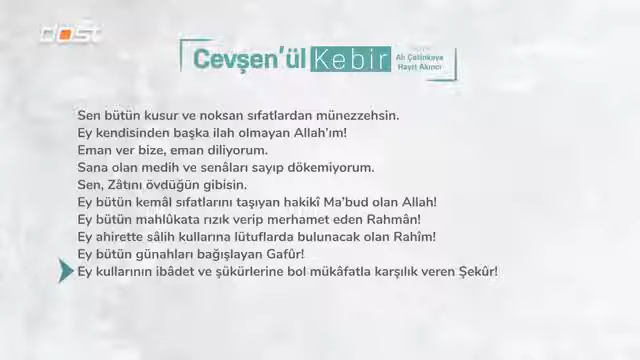 dost
Cevşen'ül Kebir
Ali Çetinkaya
Hayri Akıncı
Sen bütün kusur ve noksan sıfatlardan münezzehsin.
Ey kendisinden başka ilah olmayan Allah'ım!
Eman ver bize, eman diliyorum.
Sana olan medih ve senâları sayıp dökemiyorum.
Sen, Zâtını övdüğün gibisin.
Ey bütün kemâl sıfatlarını taşıyan hakikî Ma'bud olan Allah!
Ey bütün mahlûkata rızık verip merhamet eden Rahmân!
Ey ahirette sâlih kullarına lütuflarda bulunacak olan Rahîm!
Ey bütün günahları bağışlayan Gafûr!
Ey kullarının ibâdet ve şükürlerine bol mükâfatla karşılık veren Şekûr!